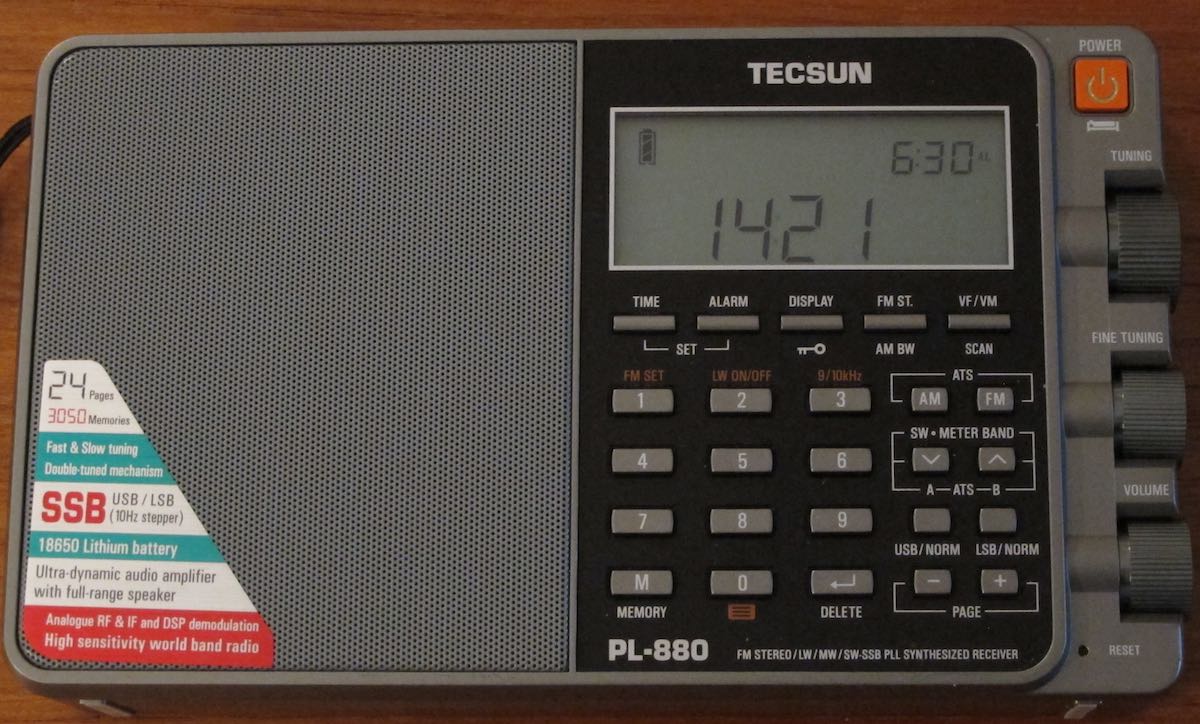 TECSUN
POWER
6:30 AL
14:21
TUNING
TIME ALARM DISPLAY FM ST. VF/VM
SET AM BW SCAN
FINE TUNING
FM SET LW ON/OFF 9/10kHz ATS
1 2 3 AM FM
SW • METER BAND
4 5 6
A ATS B
VOLUME
7 8 9
USB/NORM LSB/NORM
M 0 − +
MEMORY DELETE PAGE
PL-880 FM STEREO/LW/MW/SW-SSB PLL SYNTHESIZED RECEIVER
RESET
24 Pages
3050 Memories
Fast & Slow tuning
Double-tuned mechanism
SSB USB / LSB
(10Hz stepper)
18650 Lithium battery
Ultra-dynamic audio amplifier
with full-range speaker
Analogue RF & IF and DSP demodulation
High sensitivity world band radio